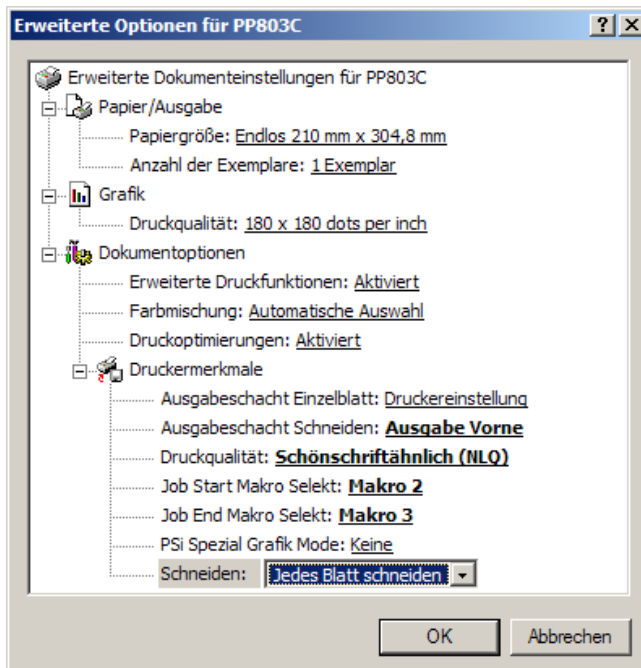 Erweiterte Optionen für PP803C
Erweiterte Dokumenteinstellungen für PP803C
Papier/Ausgabe
Papiergröße: Endlos 210 mm x 304,8 mm
Anzahl der Exemplare: 1 Exemplar
Grafik
Druckqualität: 180 x 180 dots per inch
Dokumentoptionen
Erweiterte Druckfunktionen: Aktiviert
Farbmischung: Automatische Auswahl
Druckoptimierungen: Aktiviert
Druckermerkmale
Ausgabeschacht Einzelblatt: Druckereinstellung
Ausgabeschacht Schneiden: Ausgabe Vorne
Druckqualität: Schönschriftähnlich (NLQ)
Job Start Makro Selekt: Makro 2
Job End Makro Selekt: Makro 3
PSi Spezial Grafik Mode: Keine
Schneiden: Jedes Blatt schneiden
OK Abbrechen